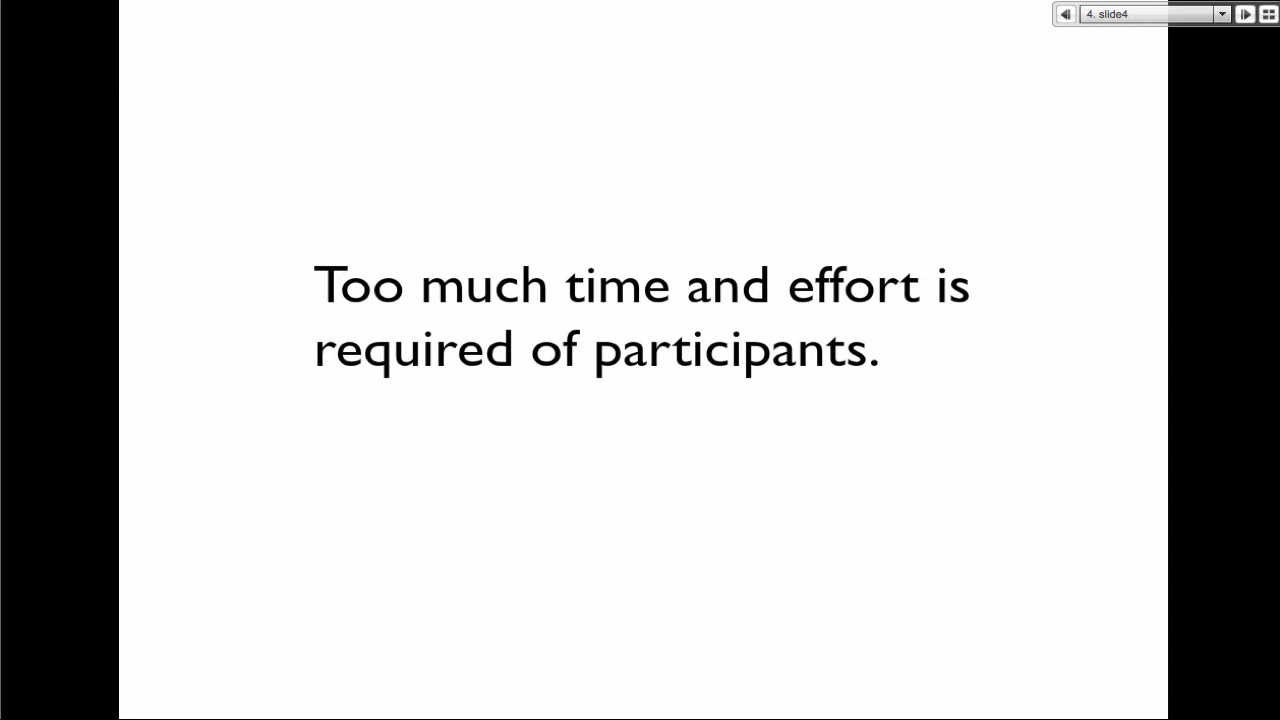 4. slide4
Too much time and effort is
required of participants.